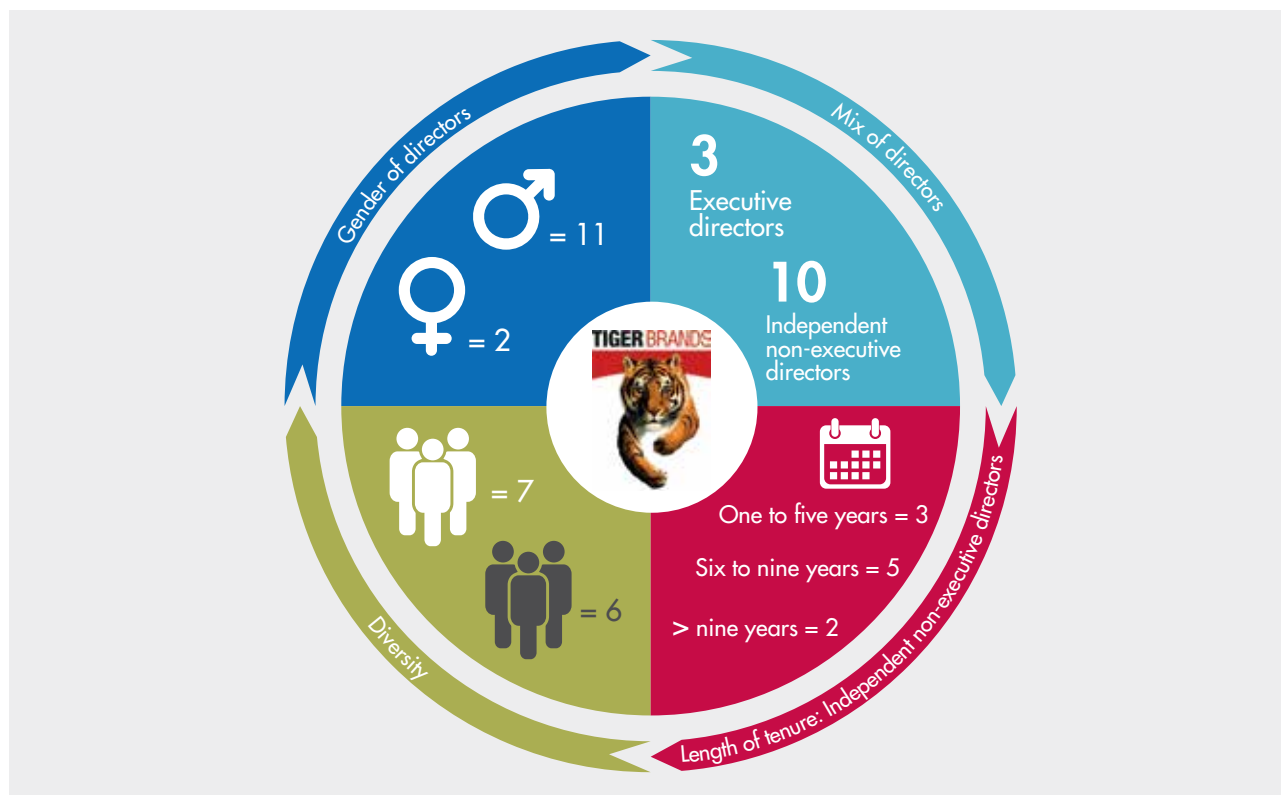 Gender of directors
= 11
= 2
Mix of directors
3
Executive
directors
10
Independent
non-executive
directors
TIGER BRANDS
= 7
= 6
Diversity
One to five years = 3
Six to nine years = 5
> nine years = 2
Length of tenure: Independent non-executive directors